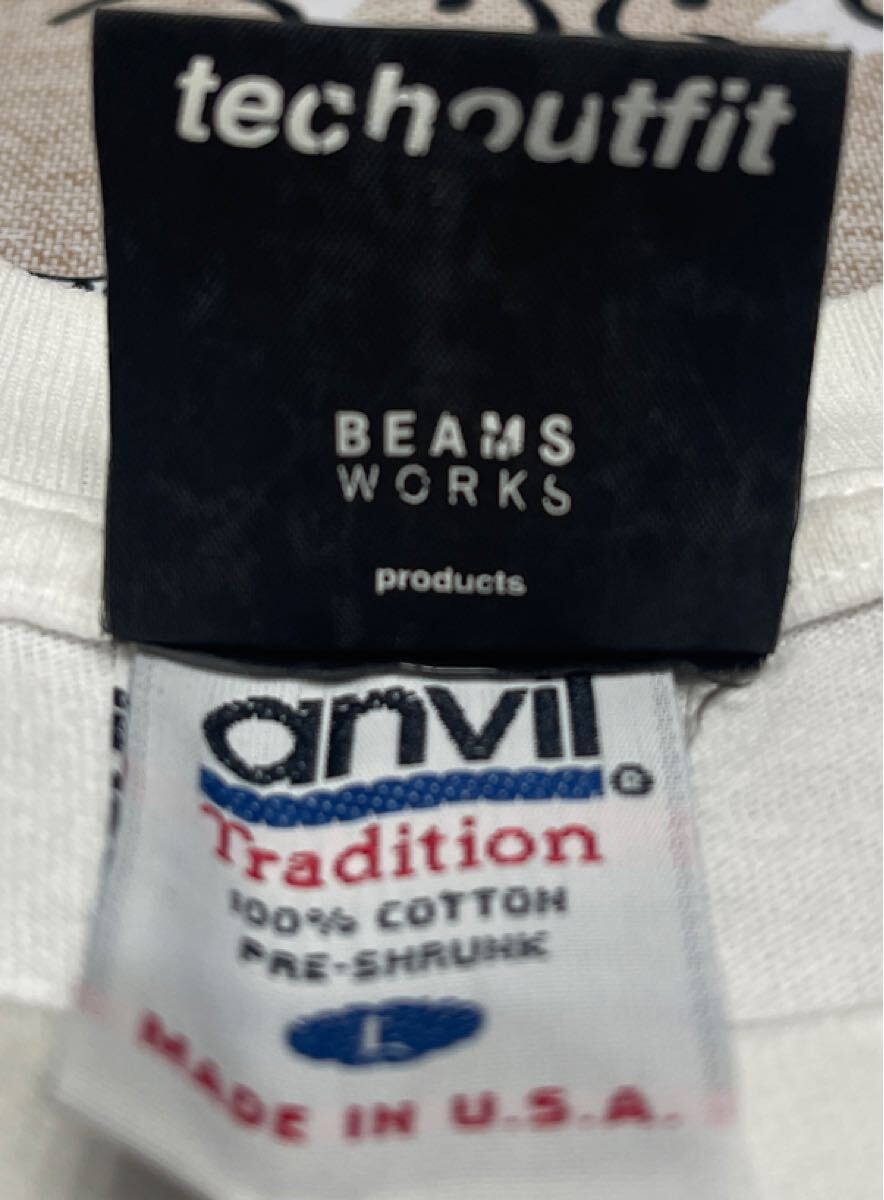 techoutfit
BEAMS
WORKS
products
anvil®
Tradition
100% COTTON
PRE-SHRUNK
L
MADE IN U.S.A.